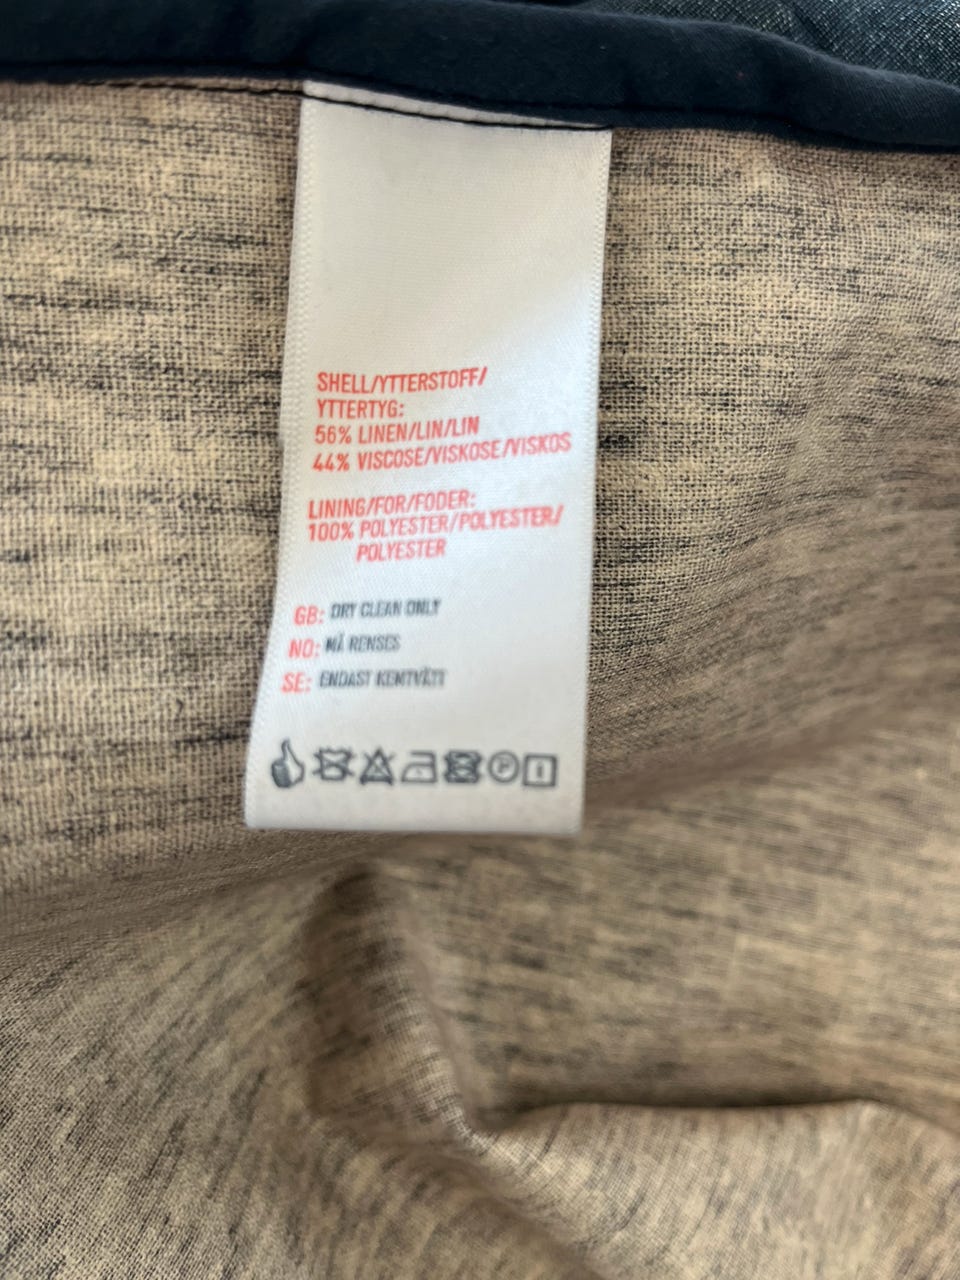 SHELL/YTTERSTOFF/
YTTERTYG:
56% LINEN/LIN/LIN
44% VISCOSE/VISKOSE/VISKOS
LINING/FOR/FODER:
100% POLYESTER/POLYESTER/
POLYESTER
GB: DRY CLEAN ONLY
NO: MÅ RENSES
SE: ENDAST KEMTVÄTT
P